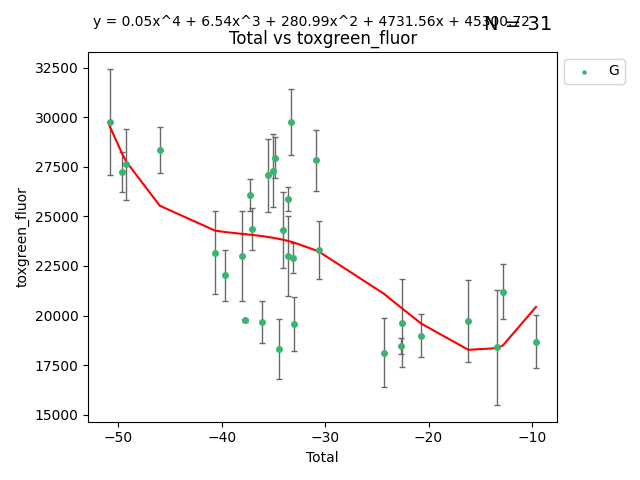 y = 0.05x^4 + 6.54x^3 + 280.99x^2 + 4731.56x + 45300.72
N = 31
Total vs toxgreen_fluor
G
toxgreen_fluor
32500
30000
27500
25000
22500
20000
17500
15000
−50
−40
−30
−20
−10
Total